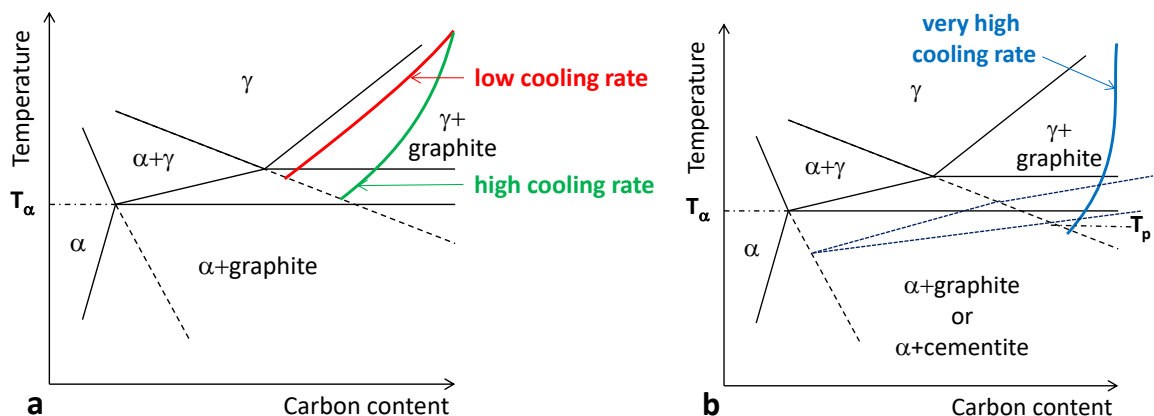 Temperature
γ
low cooling rate
γ+
graphite
α+γ
high cooling rate
Tα
α
α+graphite
a
Carbon content
Temperature
very high
cooling rate
γ
γ+
graphite
α+γ
Tα
Tp
α
α+graphite
or
α+cementite
b
Carbon content